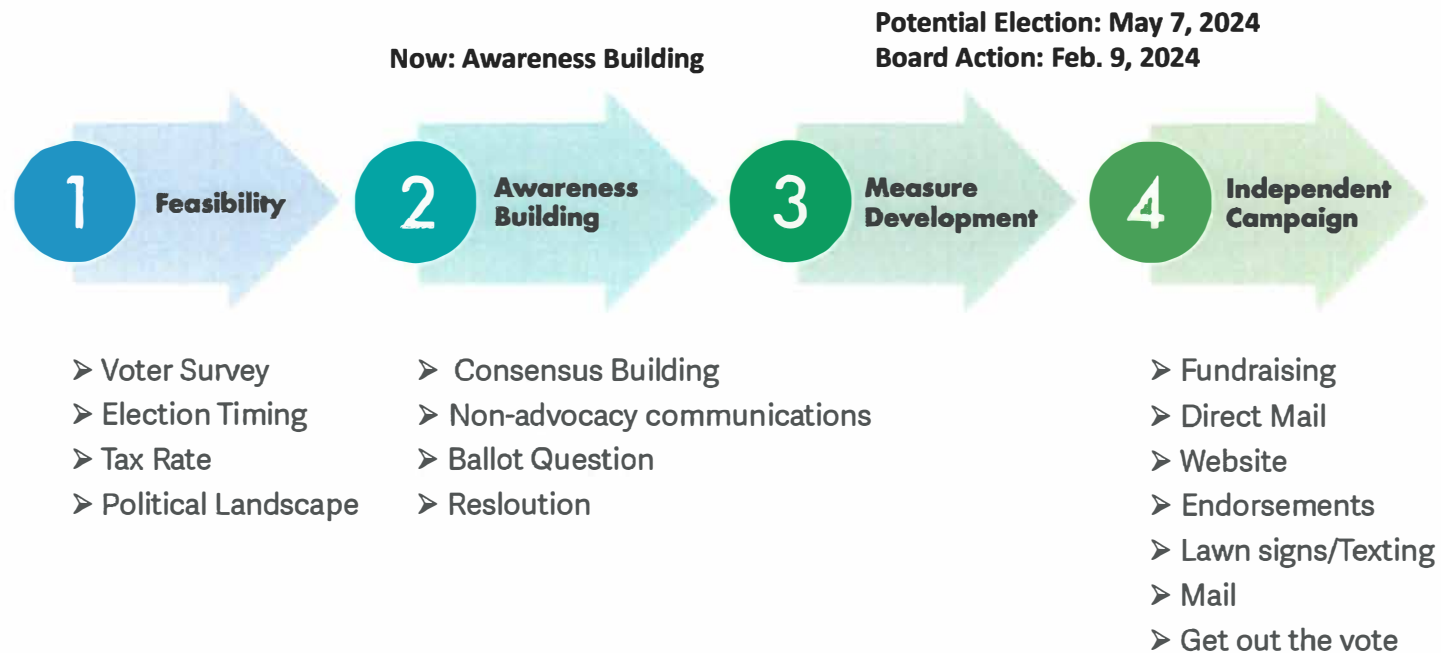 Potential Election: May 7, 2024
Now: Awareness Building
Board Action: Feb. 9, 2024
1
Feasibility
2
Awareness
Building
3
Measure
Development
4
Independent
Campaign
➢ Voter Survey
➢ Election Timing
➢ Tax Rate
➢ Political Landscape
➢ Consensus Building
➢ Non-advocacy communications
➢ Ballot Question
➢ Resloution
➢ Fundraising
➢ Direct Mail
➢ Website
➢ Endorsements
➢ Lawn signs/Texting
➢ Mail
➢ Get out the vote